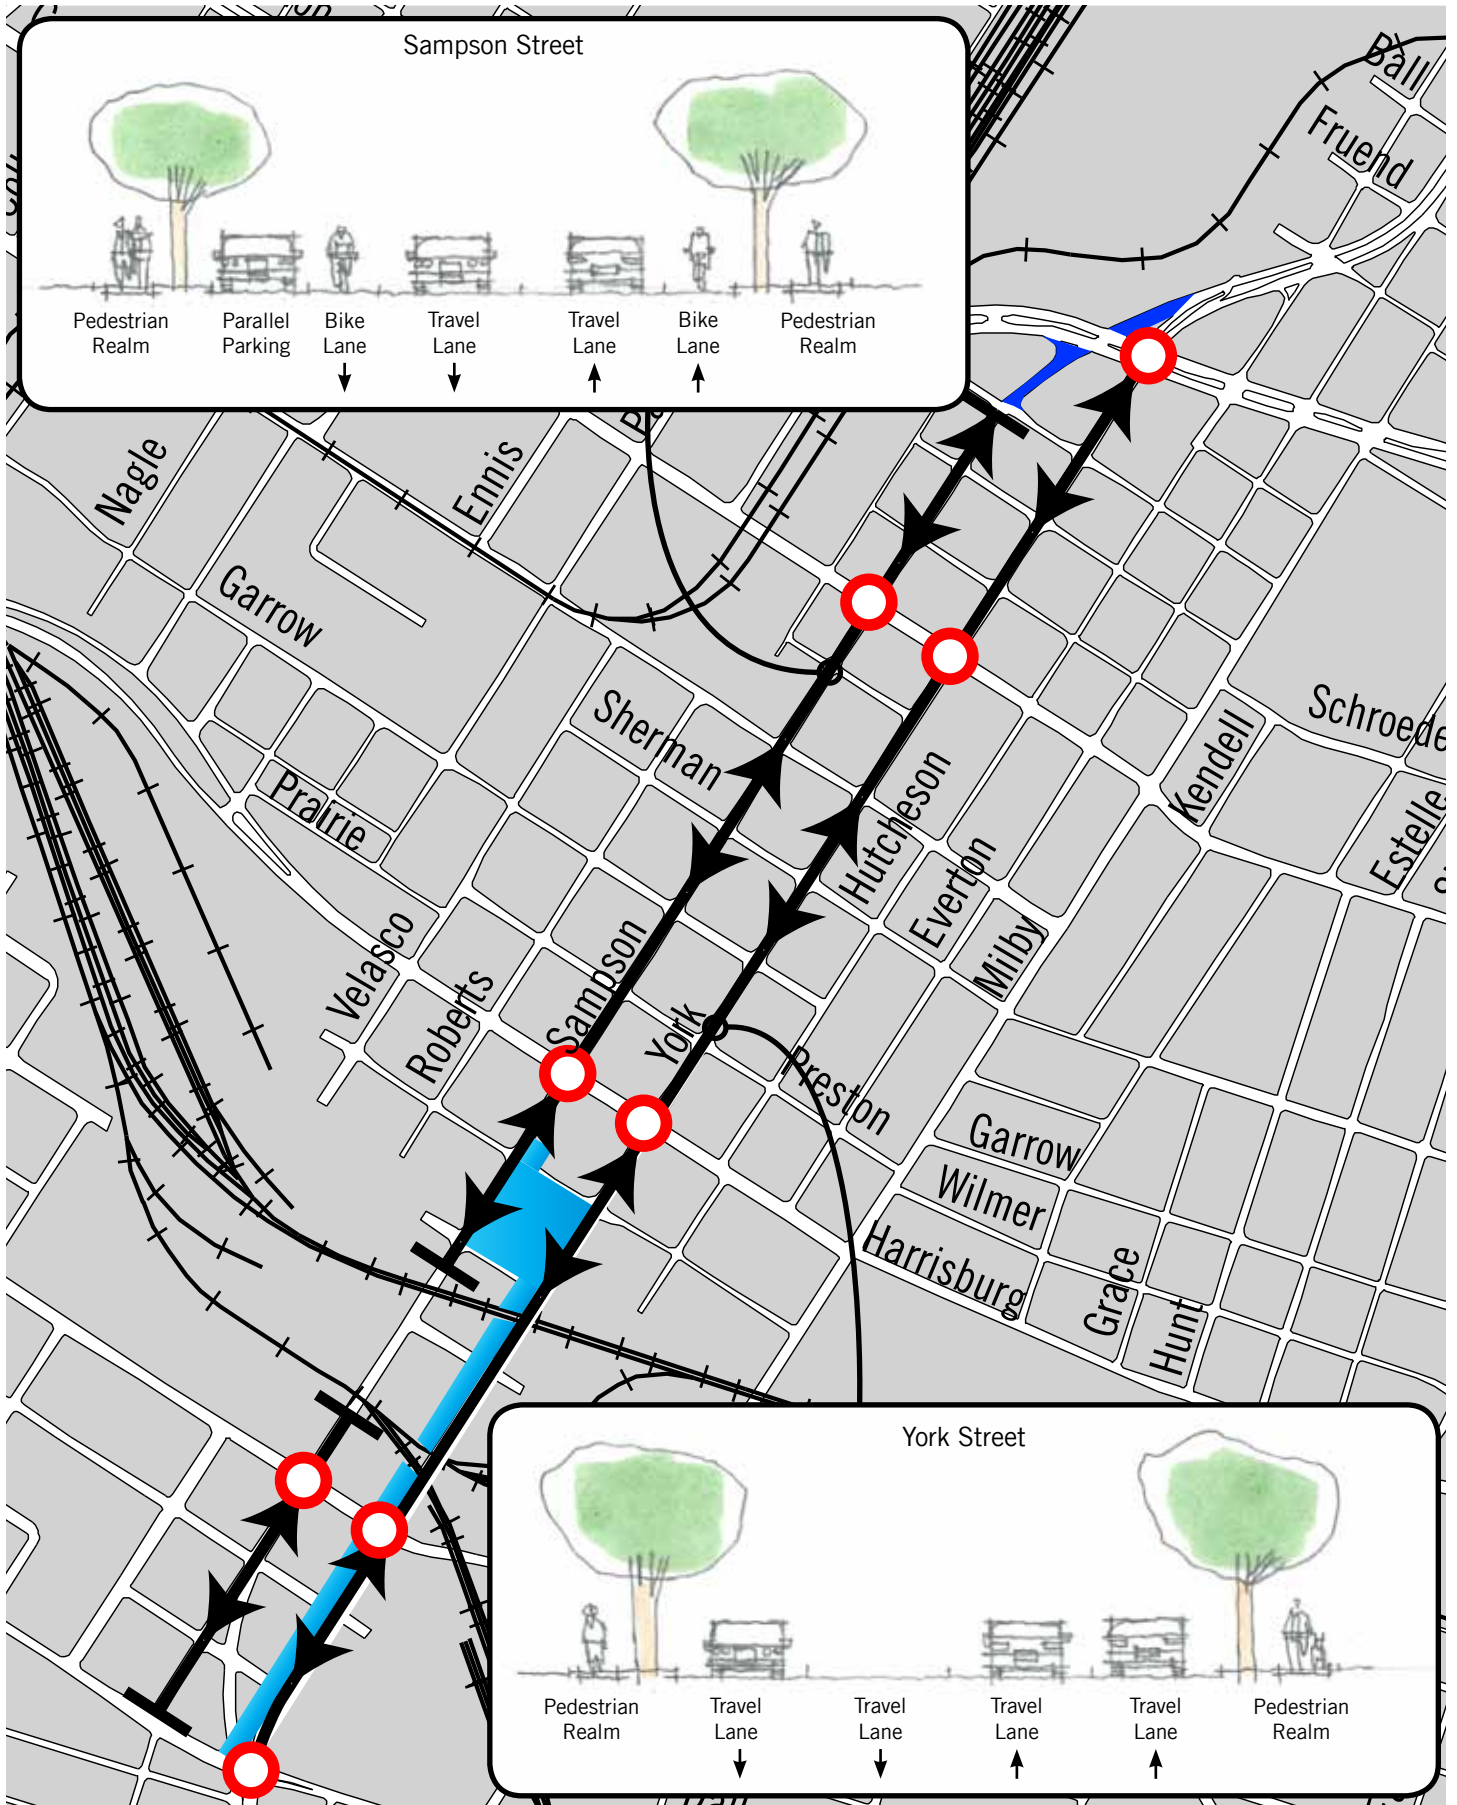 Sampson Street
Pedestrian
Realm
Parallel
Parking
Bike
Lane
Travel
Lane
Travel
Lane
Bike
Lane
Pedestrian
Realm
Ball
Fruend
Nagle
Ennis
Garrow
Sherman
Prairie
Schroede
Kendell
Estelle
Hutcheson
Everton
Milby
Velasco
Roberts
Sampson
York
Preston
Garrow
Wilmer
Harrisburg
Grace
Hunt
York Street
Pedestrian
Realm
Travel
Lane
Travel
Lane
Travel
Lane
Travel
Lane
Pedestrian
Realm